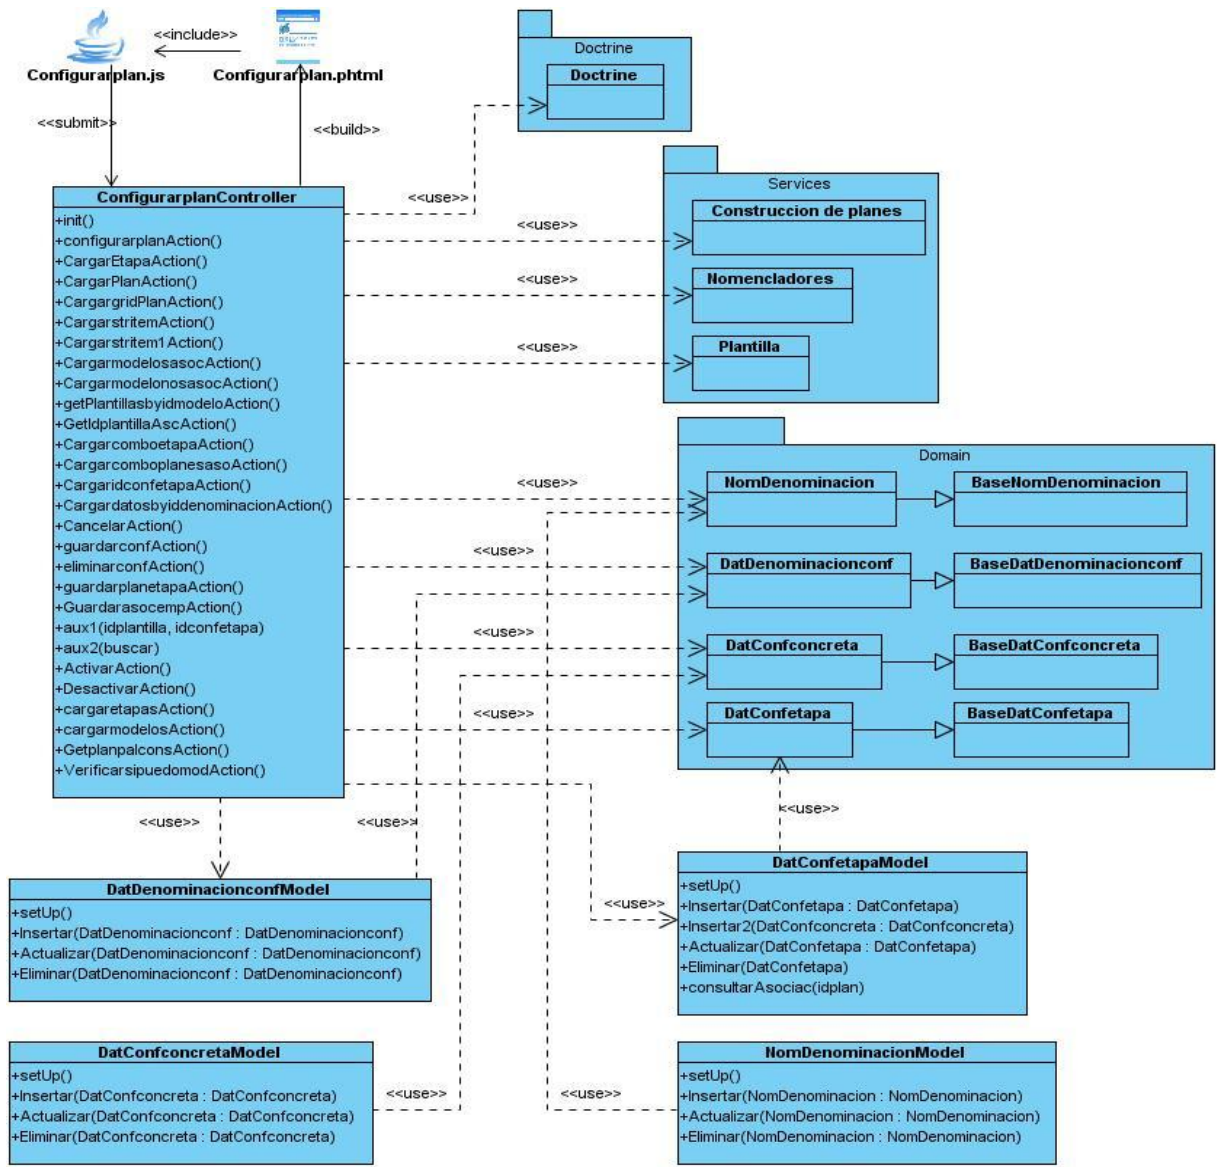 <<include>>
Configurarplan.js
Configurarplan.phtml
<<submit>>
<<build>>
Doctrine
Doctrine
<<use>>
ConfigurarplanController
+init()
+configurarplanAction()
+CargarEtapaAction()
+CargarPlanAction()
+CargargridPlanAction()
+CargarstritemAction()
+Cargarstritem1Action()
+CargarmodelosasocAction()
+CargarmodelonosasocAction()
+getPlantillasbyidmodeloAction()
+GetIdplantillaAscAction()
+CargarcomboetapaAction()
+CargarcomboplanesasoAction()
+CargaridconfetapaAction()
+CargardatosbyiddenominacionAction()
+CancelarAction()
+guardarconfAction()
+eliminarconfAction()
+guardarplanetapaAction()
+GuardarasocempAction()
+aux1(idplantilla, idconfetapa)
+aux2(buscar)
+ActivarAction()
+DesactivarAction()
+cargaretapasAction()
+cargarmodelosAction()
+GetplanpalconsAction()
+VerificarsipuedomodAction()
Services
<<use>>
Construccion de planes
<<use>>
Nomencladores
<<use>>
Plantilla
Domain
<<use>>
NomDenominacion
BaseNomDenominacion
<<use>>
DatDenominacionconf
BaseDatDenominacionconf
<<use>>
DatConfconcreta
BaseDatConfconcreta
<<use>>
DatConfetapa
BaseDatConfetapa
<<use>>
<<use>>
<<use>>
DatDenominacionconfModel
+setUp()
+Insertar(DatDenominacionconf : DatDenominacionconf)
+Actualizar(DatDenominacionconf : DatDenominacionconf)
+Eliminar(DatDenominacionconf : DatDenominacionconf)
<<use>>
DatConfetapaModel
+setUp()
+Insertar(DatConfetapa : DatConfetapa)
+Insertar2(DatConfconcreta : DatConfconcreta)
+Actualizar(DatConfetapa : DatConfetapa)
+Eliminar(DatConfetapa)
+consultarAsociac(idplan)
DatConfconcretaModel
+setUp()
+Insertar(DatConfconcreta : DatConfconcreta)
+Actualizar(DatConfconcreta : DatConfconcreta)
+Eliminar(DatConfconcreta : DatConfconcreta)
<<use>>
<<use>>
NomDenominacionModel
+setUp()
+Insertar(NomDenominacion : NomDenominacion)
+Actualizar(NomDenominacion : NomDenominacion)
+Eliminar(NomDenominacion : NomDenominacion)